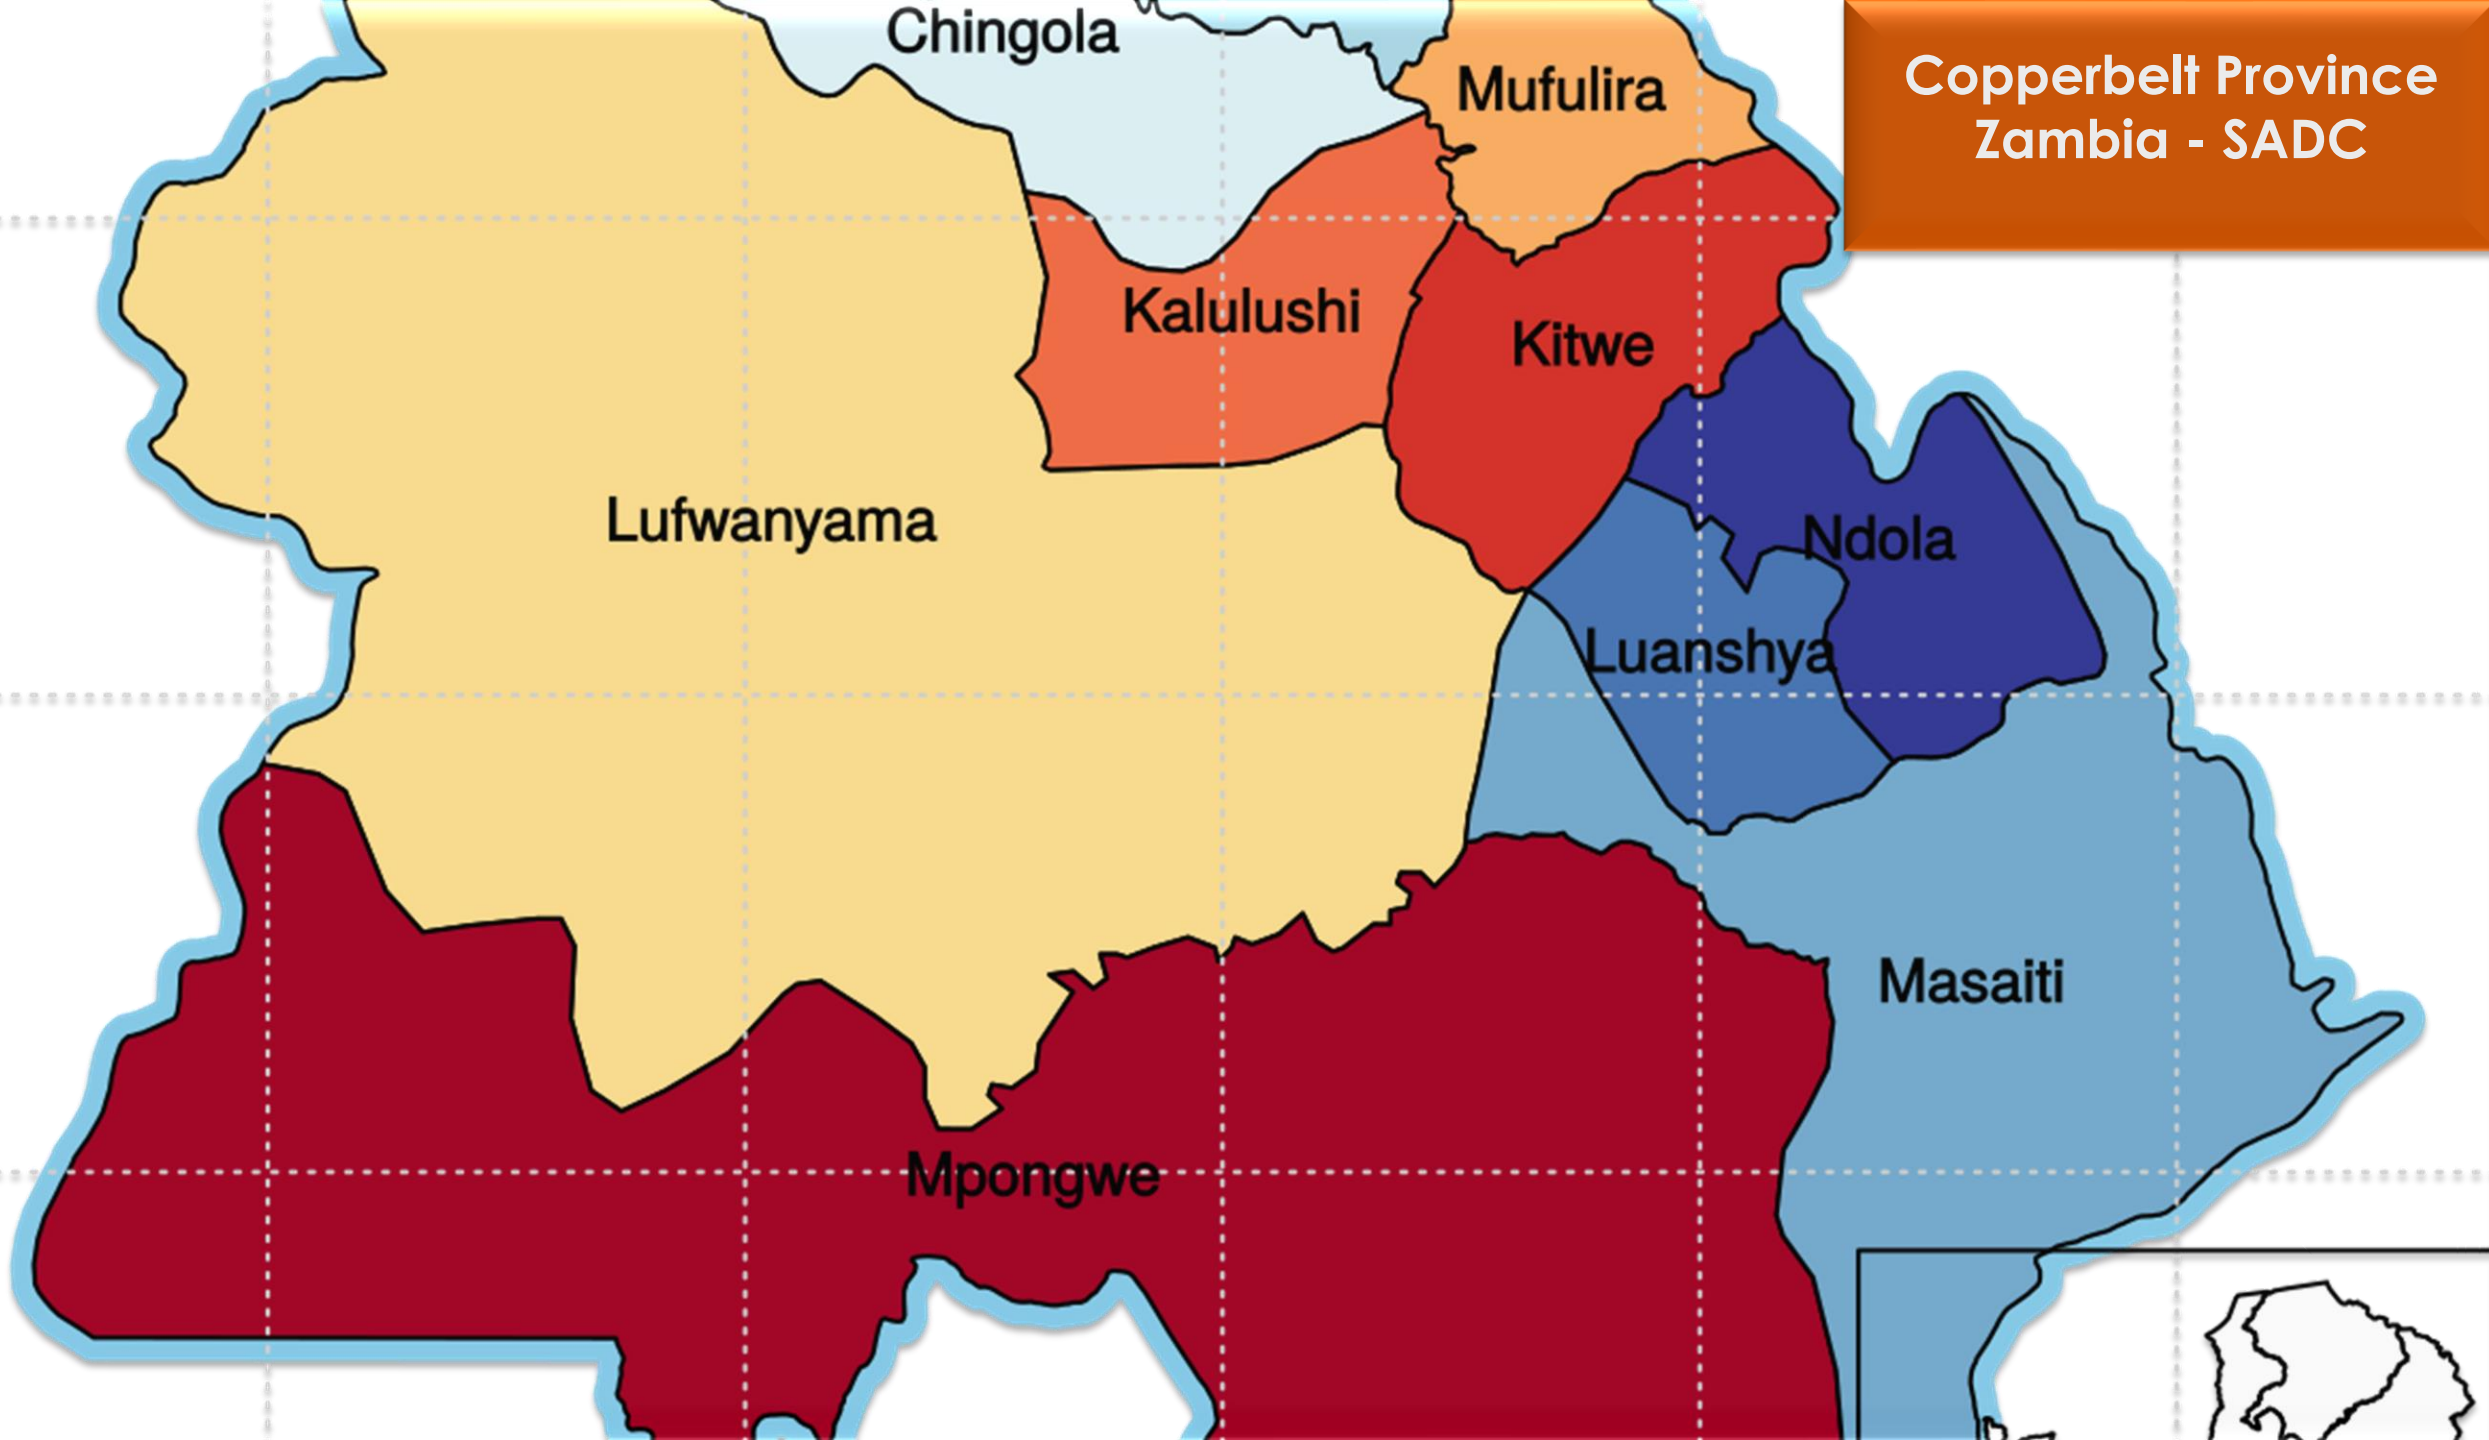 Chingola
Mufulira
Copperbelt Province
Zambia - SADC
Kalulushi
Kitwe
Lufwanyama
Ndola
Luanshya
Masaiti
Mpongwe